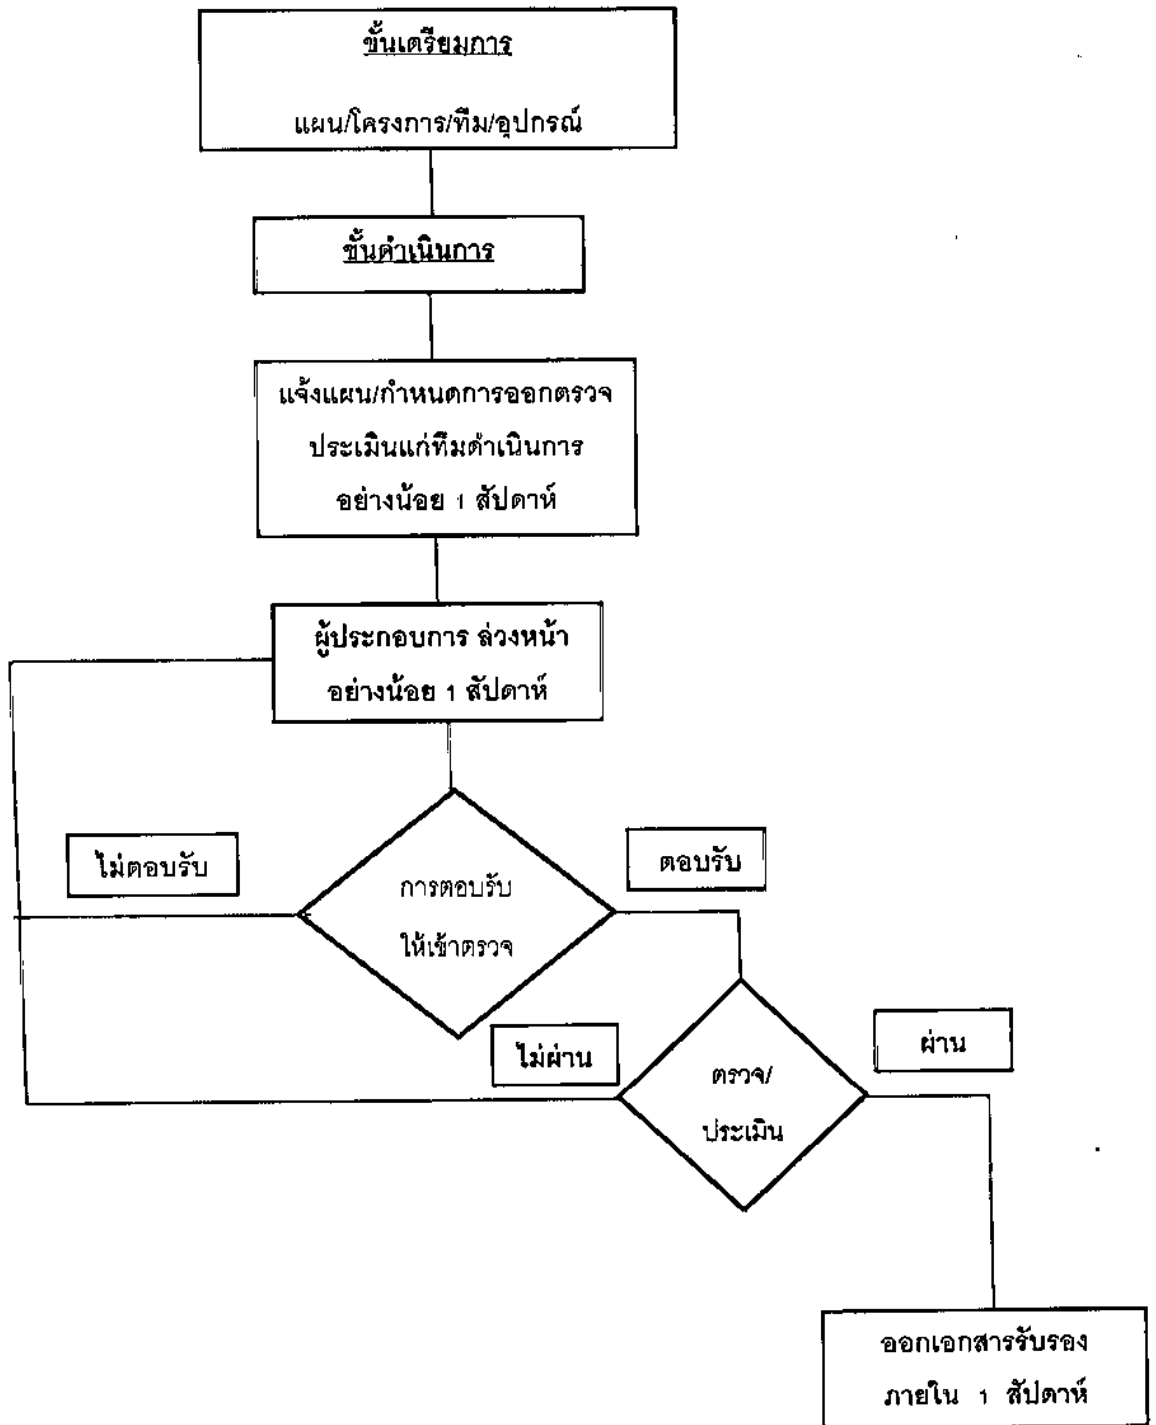 ขั้นเตรียมการ
แผน/โครงการ/ทีม/อุปกรณ์
ขั้นดำเนินการ
แจ้งแผน/กำหนดการออกตรวจ
ประเมินแก่ทีมดำเนินการ
อย่างน้อย 1 สัปดาห์
ผู้ประกอบการ ล่วงหน้า
อย่างน้อย 1 สัปดาห์
ไม่ตอบรับ
การตอบรับ
ให้เข้าตรวจ
ตอบรับ
ไม่ผ่าน
ตรวจ/
ประเมิน
ผ่าน
ออกเอกสารรับรอง
ภายใน 1 สัปดาห์